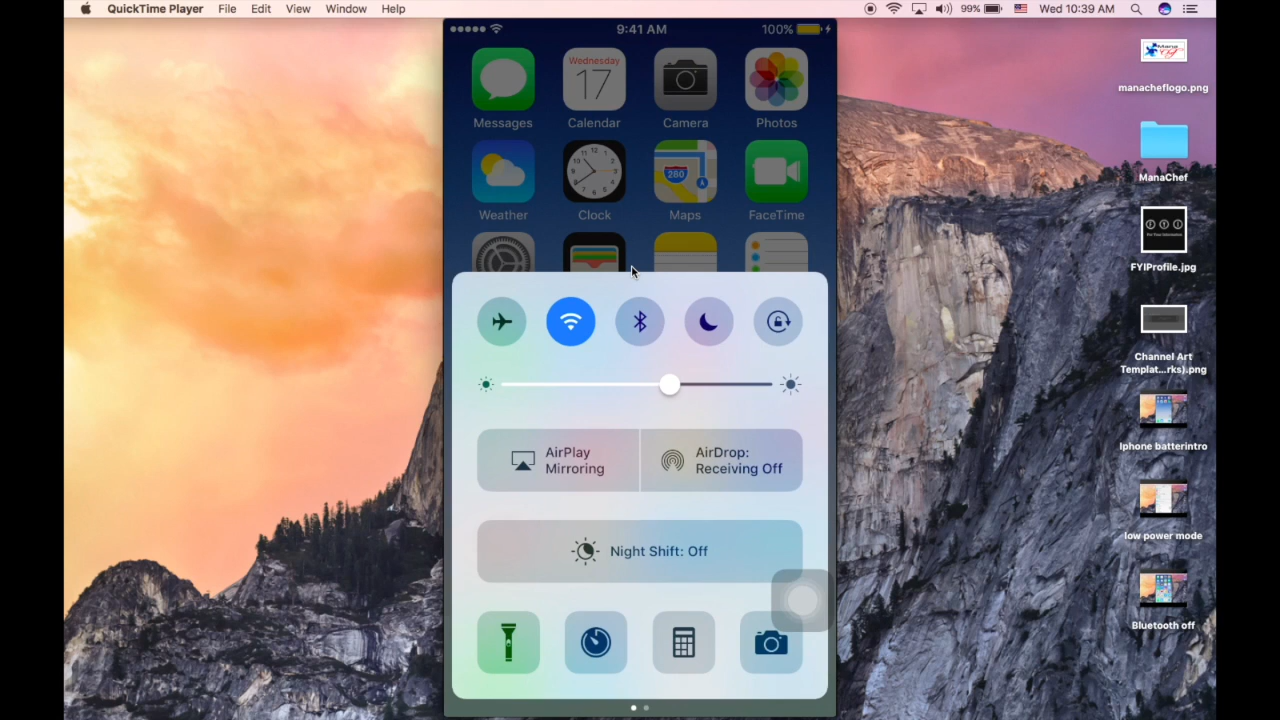 QuickTime Player File Edit View Window Help
99% Wed 10:39 AM
9:41 AM 100%
Wednesday
17
Messages Calendar Camera Photos
280
Weather Clock Maps FaceTime
AirPlay
Mirroring
AirDrop:
Receiving Off
Night Shift: Off
manacheflogo.png
ManaChef
FYIProfile.jpg
Channel Art
Templat...rks).png
Iphone batterintro
low power mode
Bluetooth off